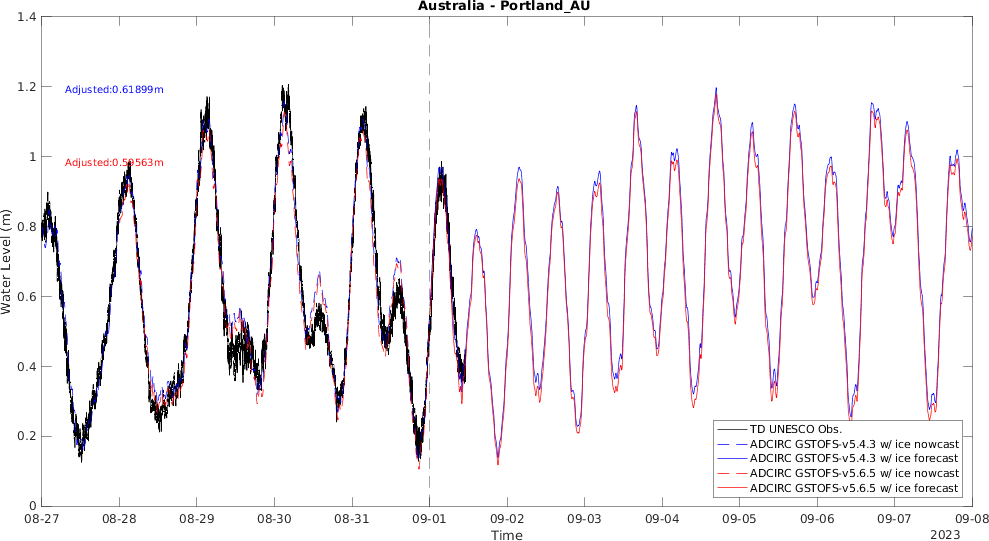 Australia - Portland_AU
1.4
1.2
1
0.8
0.6
0.4
0.2
0
Water Level (m)
Adjusted:0.61899m
Adjusted:0.59563m
TD UNESCO Obs.
ADCIRC GSTOFS-v5.4.3 w/ ice nowcast
ADCIRC GSTOFS-v5.4.3 w/ ice forecast
ADCIRC GSTOFS-v5.6.5 w/ ice nowcast
ADCIRC GSTOFS-v5.6.5 w/ ice forecast
08-27 08-28 08-29 08-30 08-31 09-01 09-02 09-03 09-04 09-05 09-06 09-07 09-08
Time
2023